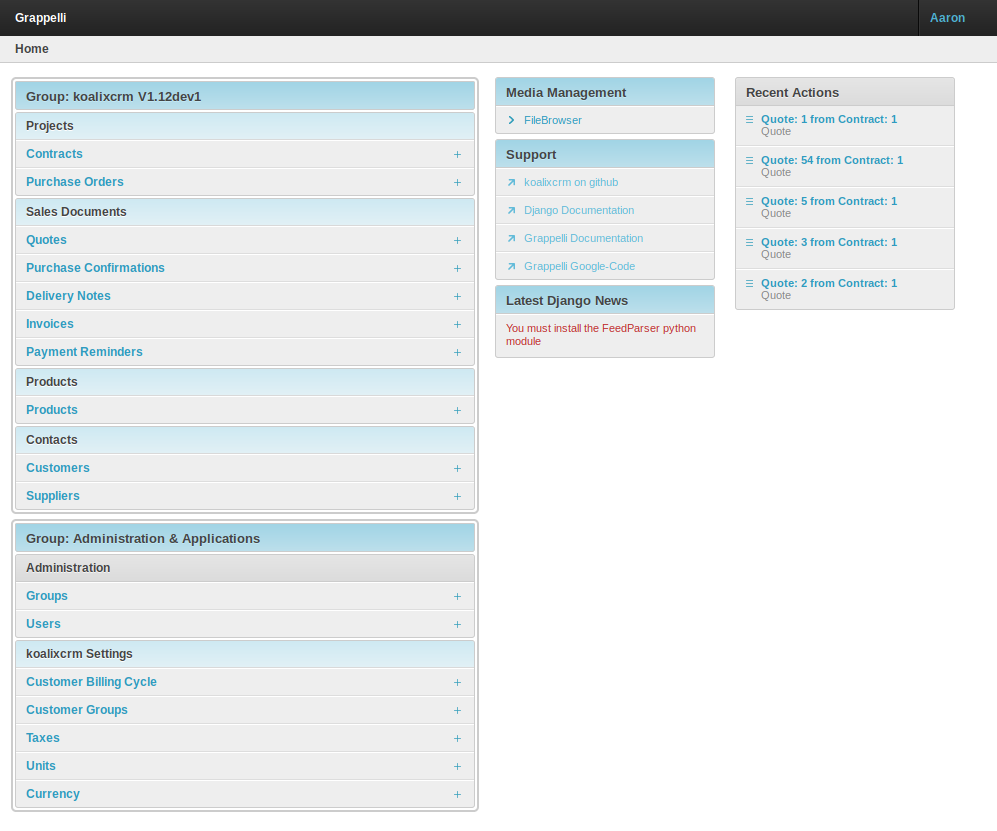 Grappelli
Aaron
Home
Group: koalixcrm V1.12dev1
Projects
Contracts
Purchase Orders
Sales Documents
Quotes
Purchase Confirmations
Delivery Notes
Invoices
Payment Reminders
Products
Products
Contacts
Customers
Suppliers
Group: Administration & Applications
Administration
Groups
Users
koalixcrm Settings
Customer Billing Cycle
Customer Groups
Taxes
Units
Currency
Media Management
FileBrowser
Support
koalixcrm on github
Django Documentation
Grappelli Documentation
Grappelli Google-Code
Latest Django News
You must install the FeedParser python
module
Recent Actions
Quote: 1 from Contract: 1
Quote
Quote: 54 from Contract: 1
Quote
Quote: 5 from Contract: 1
Quote
Quote: 3 from Contract: 1
Quote
Quote: 2 from Contract: 1
Quote